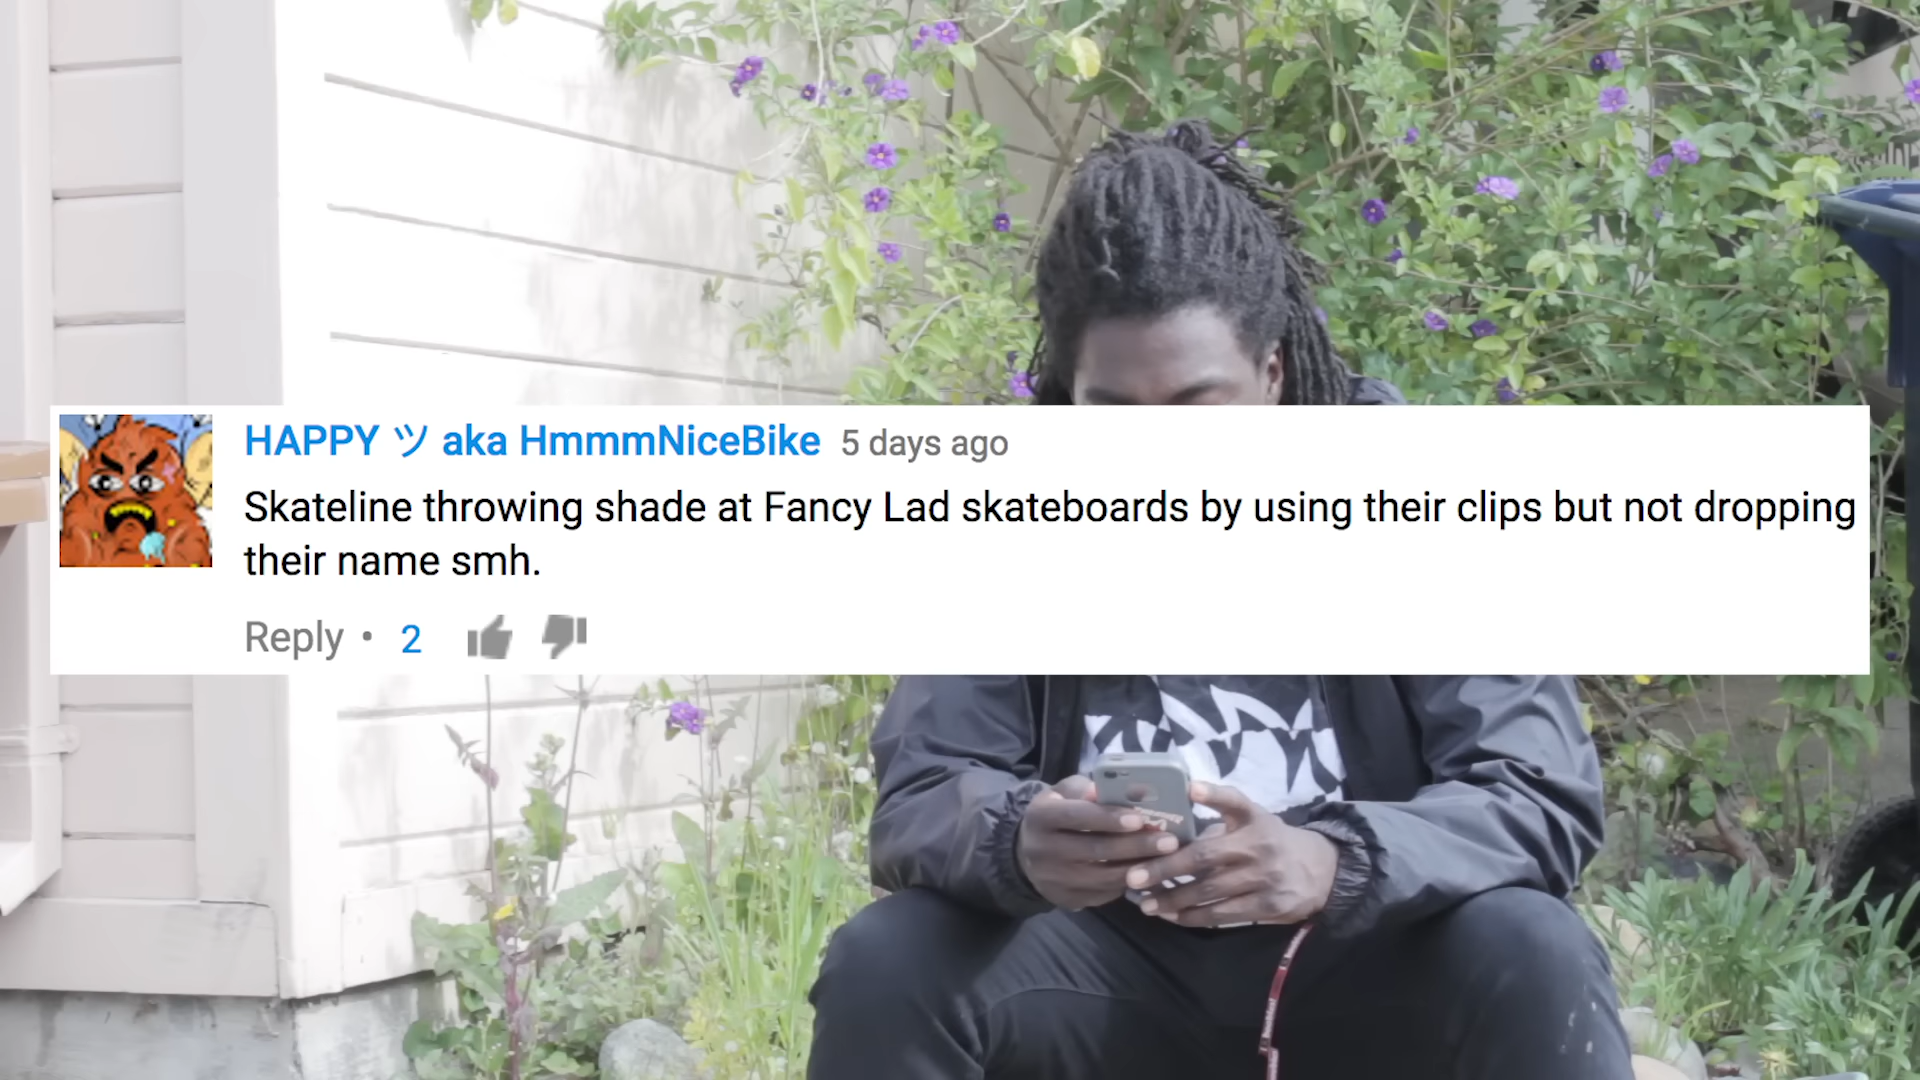 HAPPY ツ aka HmmmNiceBike 5 days ago
Skateline throwing shade at Fancy Lad skateboards by using their clips but not dropping
their name smh.
Reply • 2